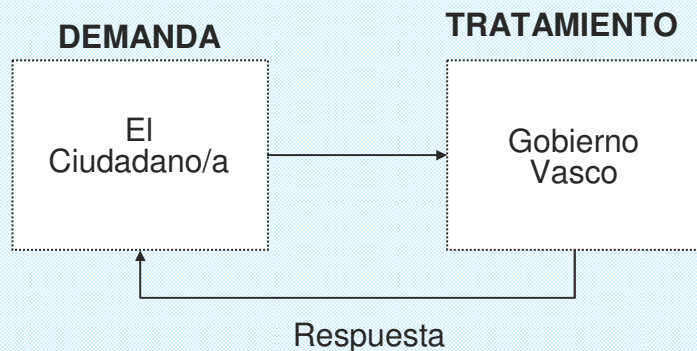 DEMANDA
TRATAMIENTO
El
Ciudadano/a
Gobierno
Vasco
Respuesta